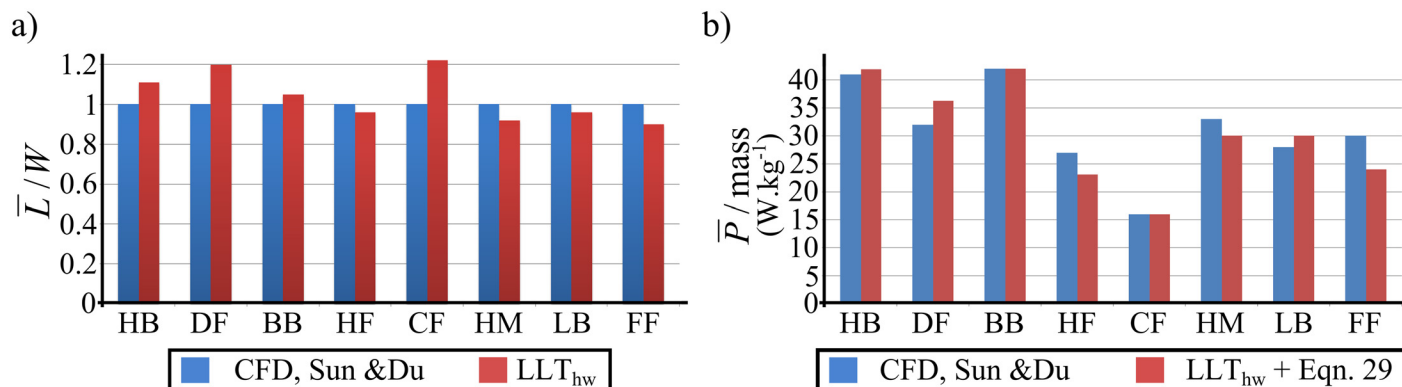 a)
L̅ / W
1.2
1
0.8
0.6
0.4
0.2
0
HB DF BB HF CF HM LB FF
CFD, Sun &Du LLThw
b)
P̅ / mass
(W.kg-1)
40
35
30
25
20
15
10
5
0
HB DF BB HF CF HM LB FF
CFD, Sun &Du LLThw + Eqn. 29